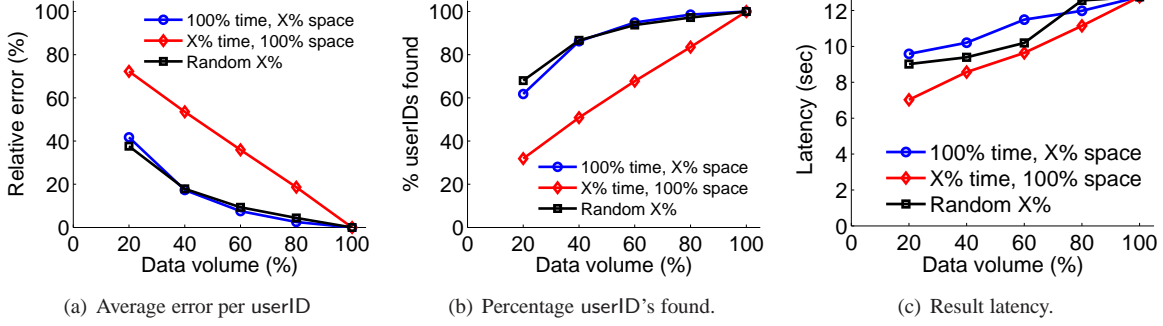 Relative error (%)
100
80
60
40
20
0
100% time, X% space
X% time, 100% space
Random X%
0 20 40 60 80 100
Data volume (%)
(a) Average error per userID
% userIDs found
100
80
60
40
20
0
100% time, X% space
X% time, 100% space
Random X%
0 20 40 60 80 100
Data volume (%)
(b) Percentage userID's found.
Latency (sec)
12
10
8
6
4
2
100% time, X% space
X% time, 100% space
Random X%
0 20 40 60 80 100
Data volume (%)
(c) Result latency.